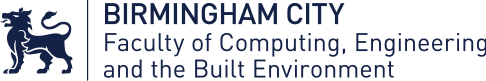 BIRMINGHAM CITY
Faculty of Computing, Engineering
and the Built Environment